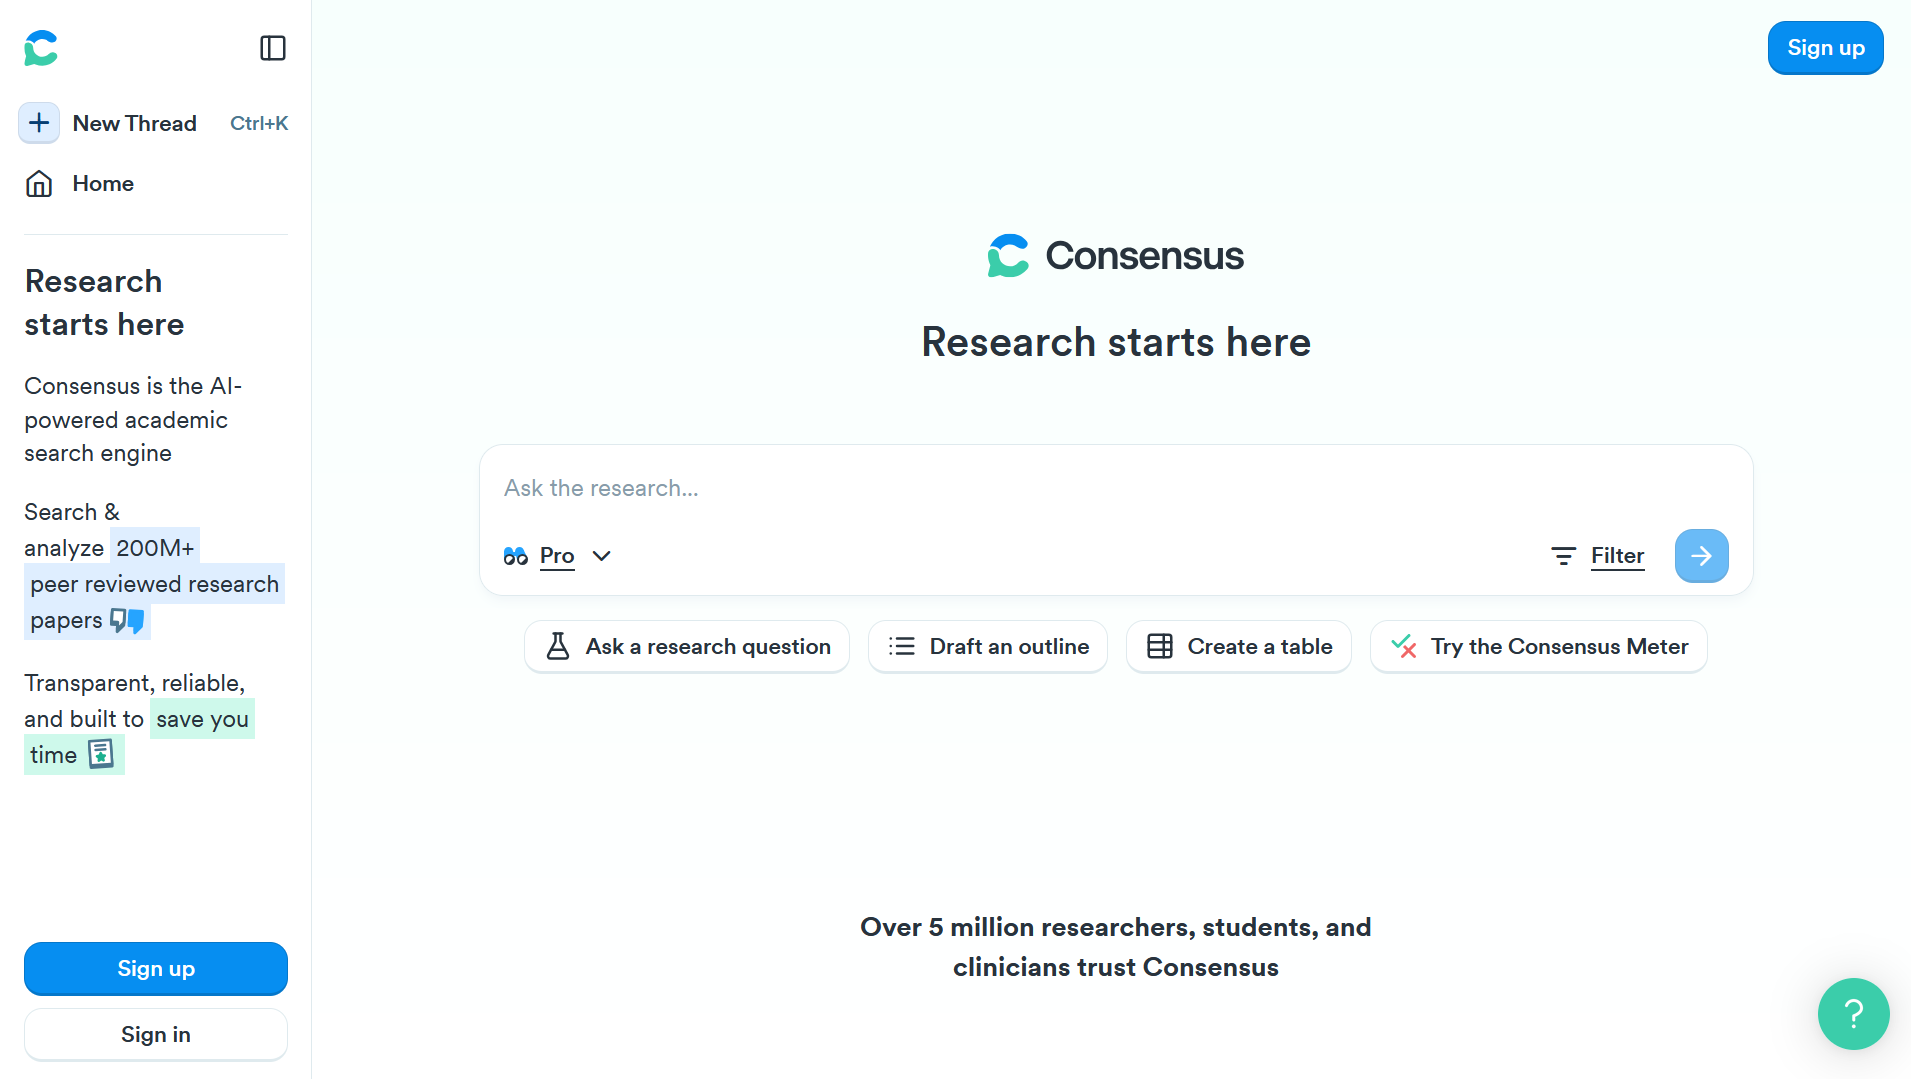 New Thread Ctrl+K
Home
Research
starts here
Consensus is the AI-
powered academic
search engine
Search &
analyze 200M+
peer reviewed research
papers
Transparent, reliable,
and built to save you
time
Sign up
Sign in
Sign up
Consensus
Research starts here
Ask the research...
Pro
Filter
Ask a research question
Draft an outline
Create a table
Try the Consensus Meter
Over 5 million researchers, students, and
clinicians trust Consensus
?